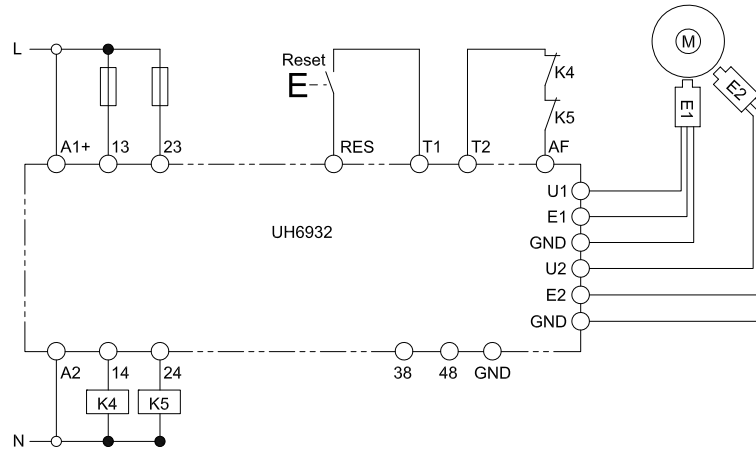 L
Reset
E
K4
K5
M
E1
E2
A1+ 13 23 RES T1 T2 AF
U1
E1
GND
U2
E2
GND
UH6932
A2 14 24 38 48 GND
K4 K5
N